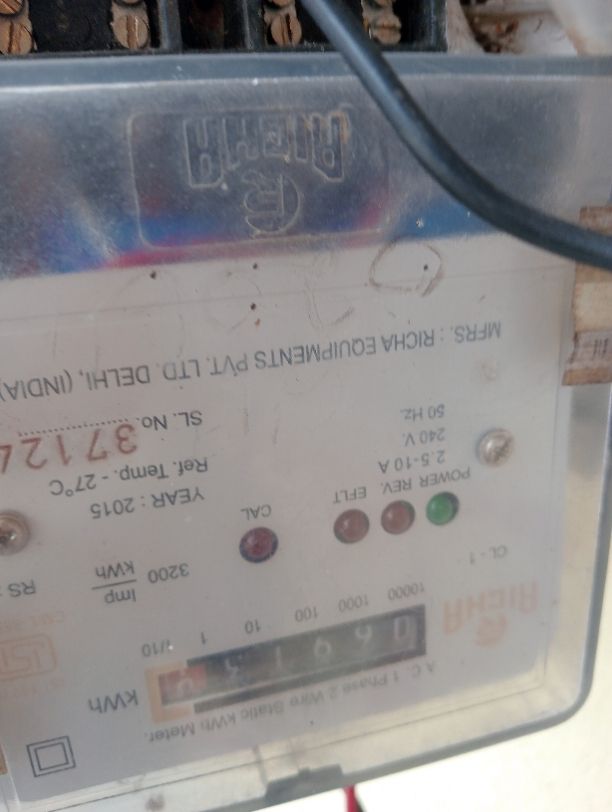 A.C. 1 Phase 2 Wire Static kWh Meter.
RICHA
kWh
10000 1000 100 10 1 1/10
CL - 1
3200 Imp
kWh
RS
POWER REV. EFLT
CAL
2.5-10 A
240 V.
50 Hz.
YEAR : 2015
Ref. Temp. - 27°C
SL. No.
3712
MFRS. : RICHA EQUIPMENTS PVT. LTD. DELHI, (INDIA)
RICHA